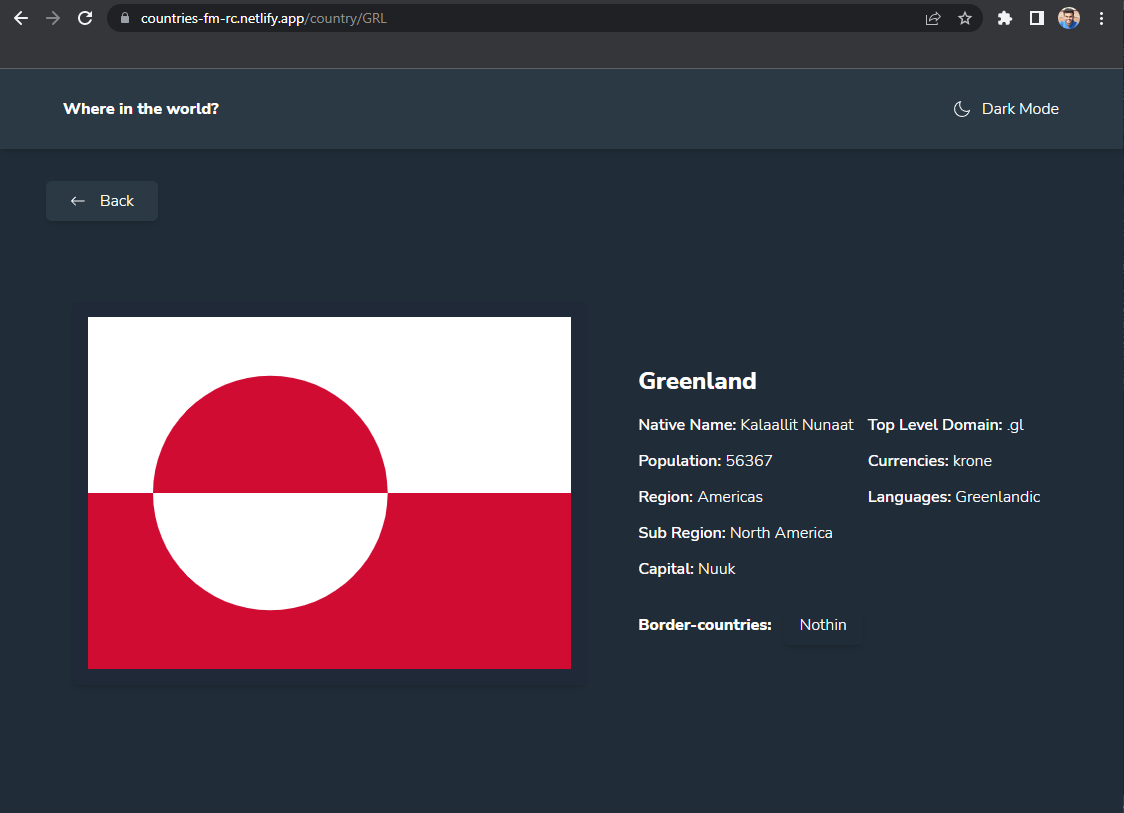 countries-fm-rc.netlify.app/country/GRL
Where in the world?
Dark Mode
Back
Greenland
Native Name: Kalaallit Nunaat
Population: 56367
Region: Americas
Sub Region: North America
Capital: Nuuk
Top Level Domain: .gl
Currencies: krone
Languages: Greenlandic
Border-countries: Nothin